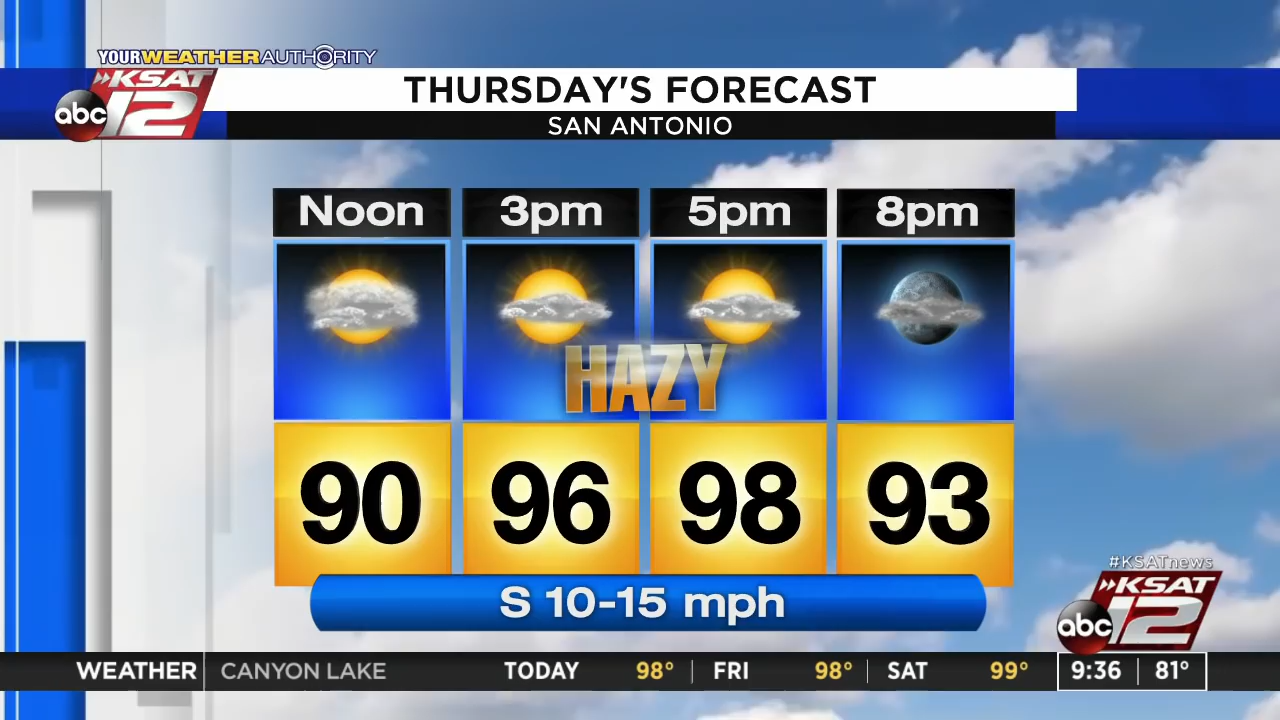 YOURWEATHERAUTHORITY
KSAT
abc 12
THURSDAY'S FORECAST
SAN ANTONIO
Noon 3pm 5pm 8pm
HAZY
90 96 98 93
S 10-15 mph
#KSATnews
KSAT
abc 12
WEATHER CANYON LAKE TODAY 98° FRI 98° SAT 99° 9:36 81°